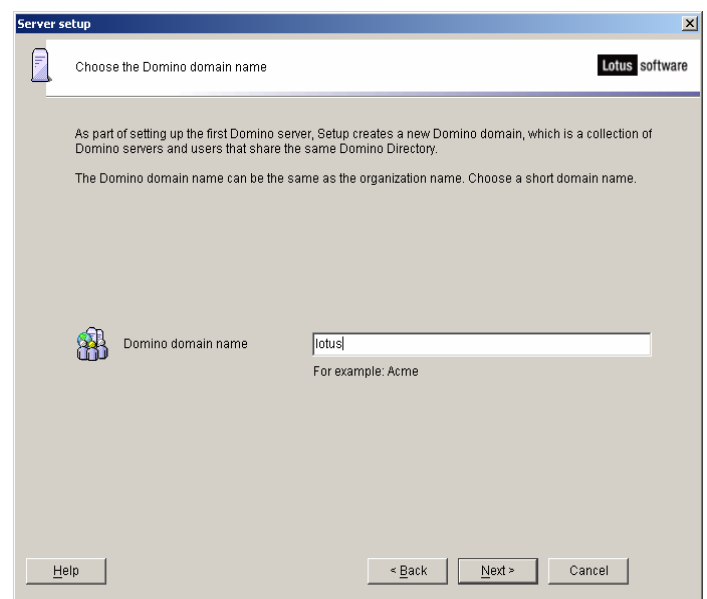 Server setup
Choose the Domino domain name
Lotus software
As part of setting up the first Domino server, Setup creates a new Domino domain, which is a collection of
Domino servers and users that share the same Domino Directory.
The Domino domain name can be the same as the organization name. Choose a short domain name.
Domino domain name
lotus
For example: Acme
Help
< Back
Next >
Cancel